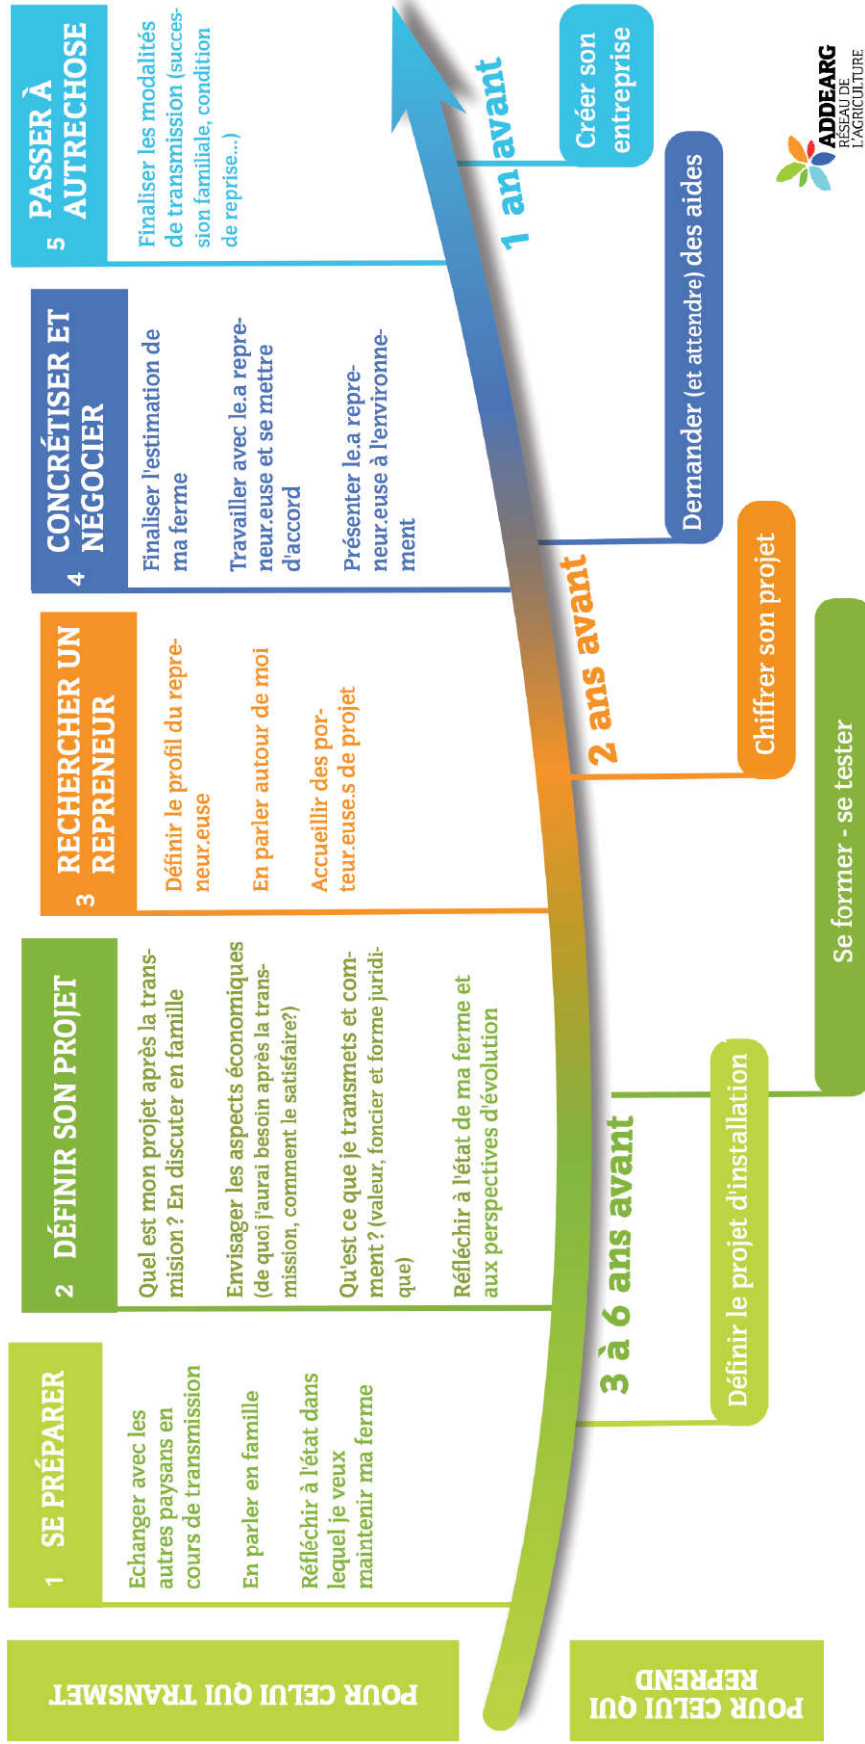 POUR CELUI QUI TRANSMET
1 SE PRÉPARER
Echanger avec les
autres paysans en
cours de transmission
En parler en famille
Réfléchir à l'état dans
lequel je veux
maintenir ma ferme
2 DÉFINIR SON PROJET
Quel est mon projet après la trans-
mision ? En discuter en famille
Envisager les aspects économiques
(de quoi j'aurai besoin après la trans-
mission, comment le satisfaire?)
Qu'est ce que je transmets et com-
ment ? (valeur, foncier et forme juridi-
que)
Réfléchir à l'état de ma ferme et
aux perspectives d'évolution
3 RECHERCHER UN
REPRENEUR
Définir le profil du repre-
neur.euse
En parler autour de moi
Accueillir des por-
teur.euse.s de projet
4 CONCRÉTISER ET
NÉGOCIER
Finaliser l'estimation de
ma ferme
Travailler avec le.a repre-
neur.euse et se mettre
d'accord
Présenter le.a repre-
neur.euse à l'environne-
ment
5 PASSER À
AUTRECHOSE
Finaliser les modalités
de transmission (succes-
sion familiale, condition
de reprise...)
3 à 6 ans avant
2 ans avant
1 an avant
POUR CELUI QUI
REPREND
Définir le projet d'installation
Se former - se tester
Chiffrer son projet
Demander (et attendre) des aides
Créer son
entreprise
ADDEARG
RÉSEAU DE
L'AGRICULTURE